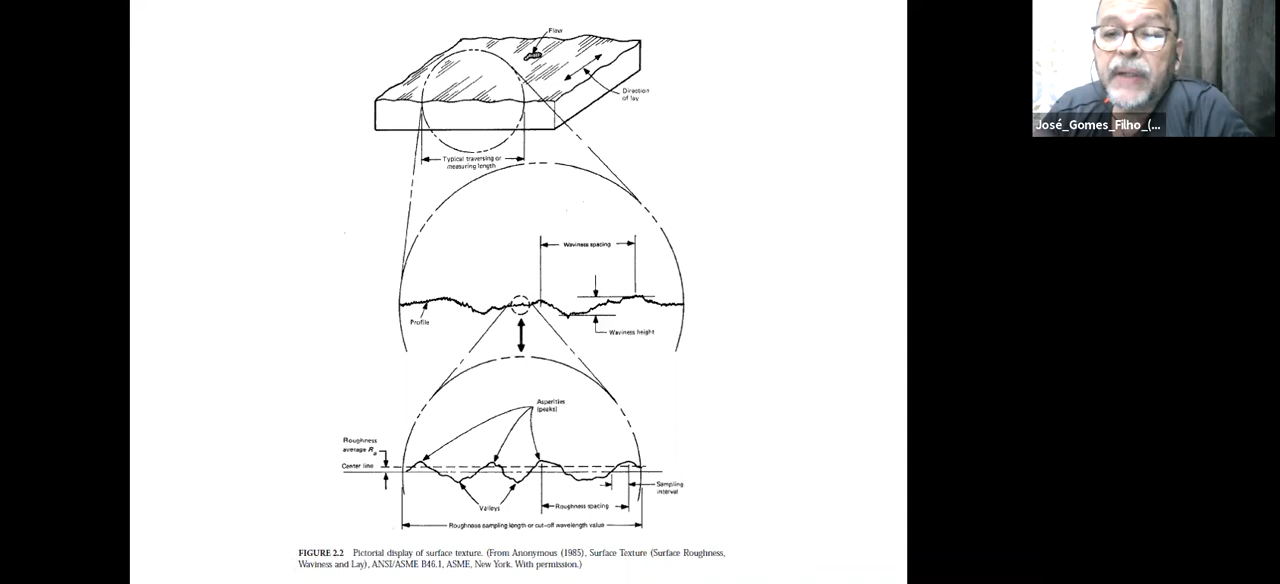 Flaw
José_Gomes_Filho_(...
Direction
of lay
Typical traversing or
measuring length
Waviness spacing
Profile
Waviness height
Asperities
(peaks)
Roughness
average Ra
Center line
Sampling
interval
Valleys
Roughness spacing
Roughness sampling length or cut-off wavelength value
FIGURE 2.2 Pictorial display of surface texture. (From Anonymous (1985), Surface Texture (Surface Roughness,
Waviness and Lay), ANSI/ASME B46.1, ASME, New York. With permission.)